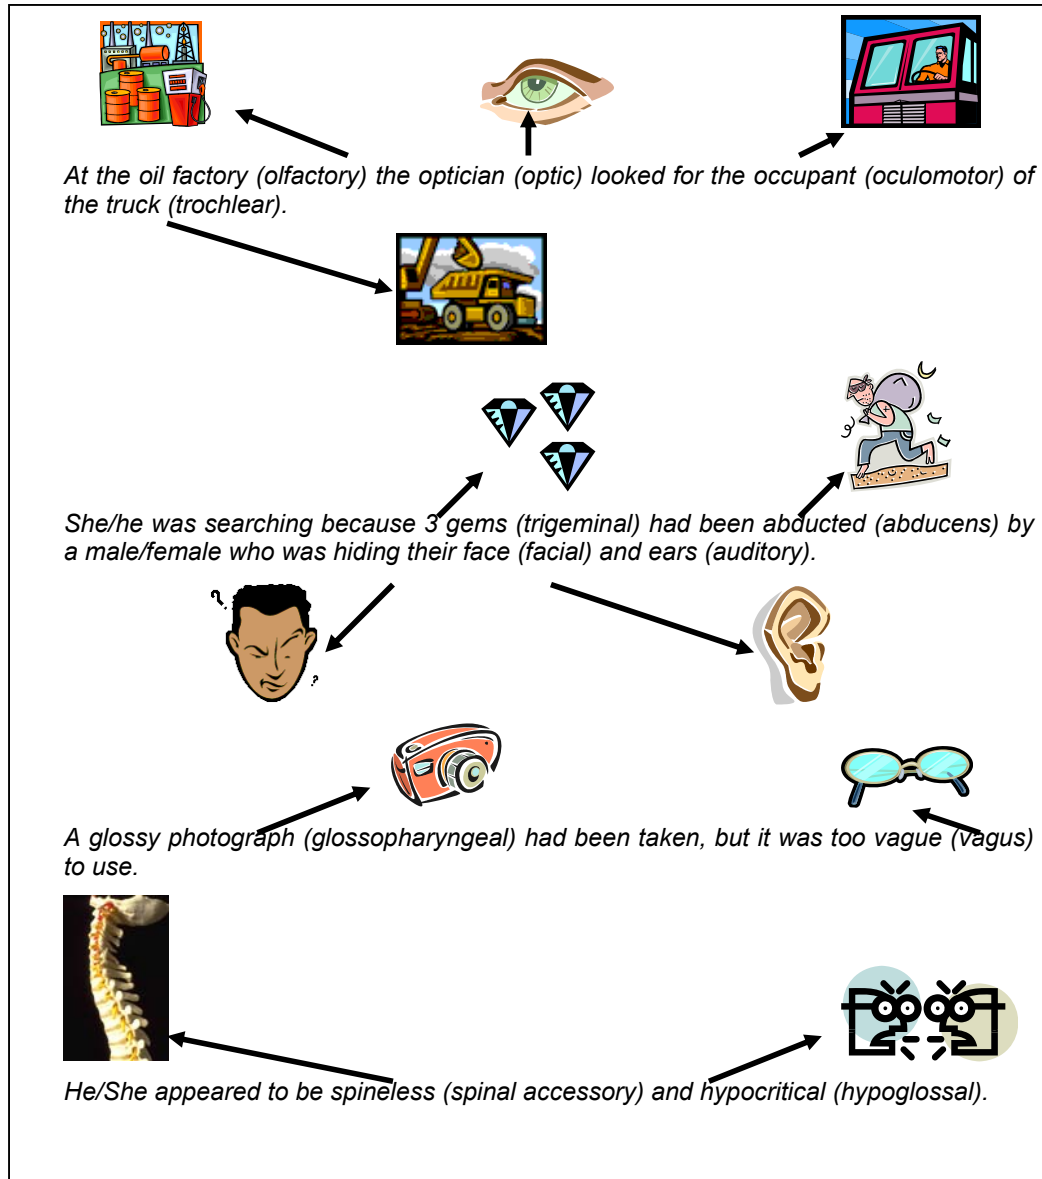 At the oil factory (olfactory) the optician (optic) looked for the occupant (oculomotor) of
the truck (trochlear).
She/he was searching because 3 gems (trigeminal) had been abducted (abducens) by
a male/female who was hiding their face (facial) and ears (auditory).
? ?
A glossy photograph (glossopharyngeal) had been taken, but it was too vague (vagus)
to use.
He/She appeared to be spineless (spinal accessory) and hypocritical (hypoglossal).